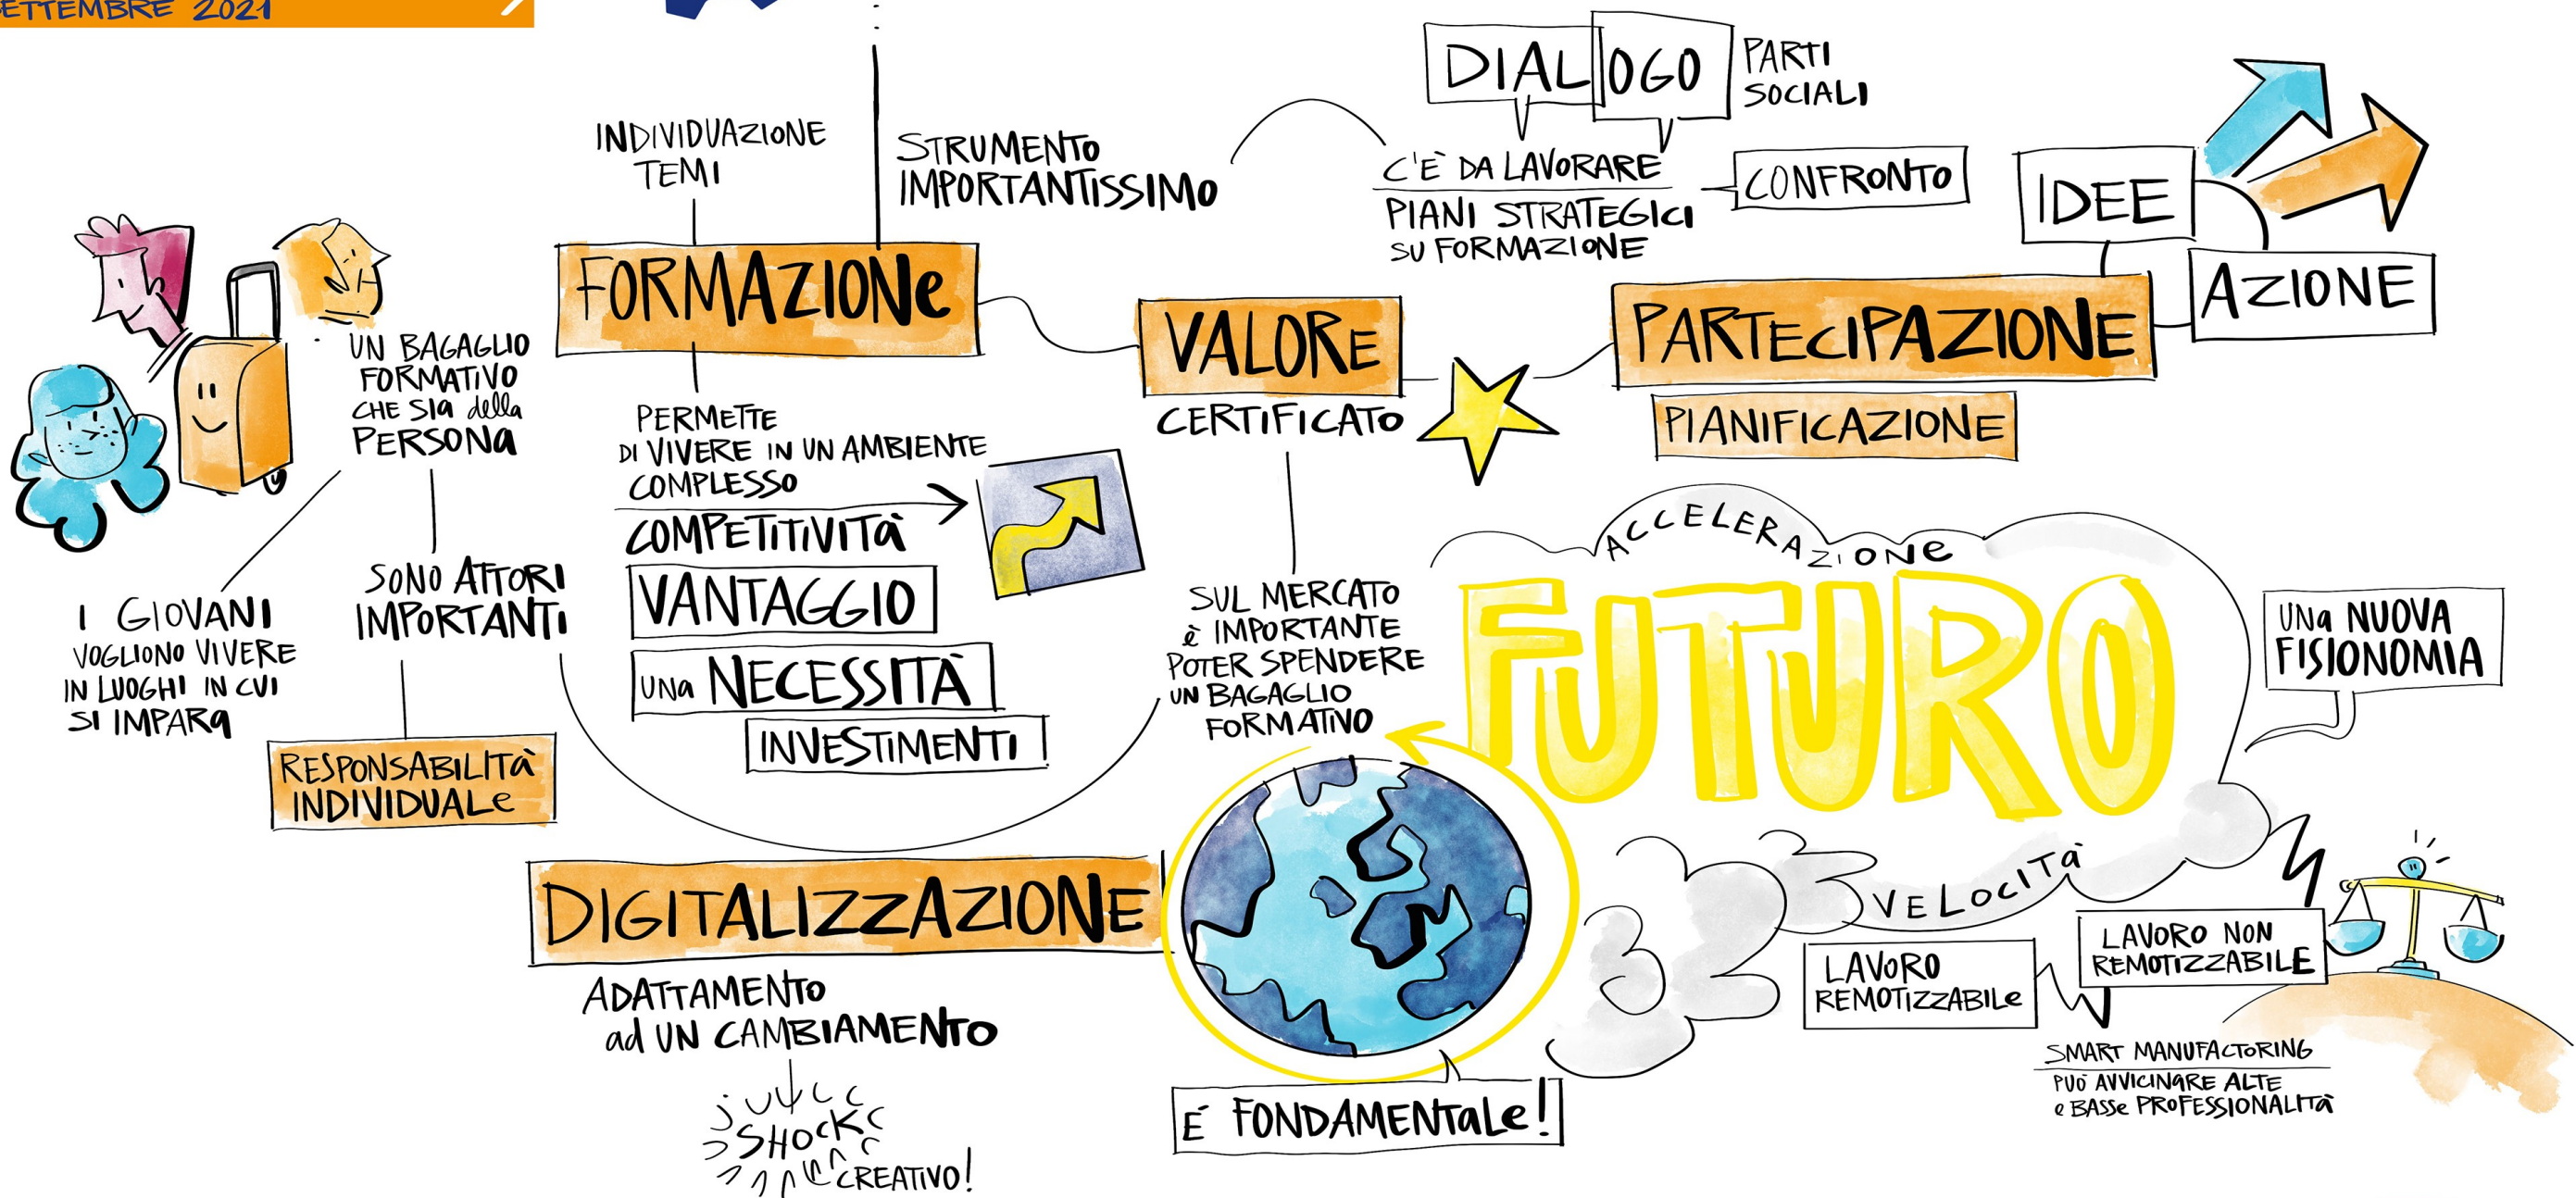 SETTEMBRE 2021
INDIVIDUAZIONE
TEMI
STRUMENTO
IMPORTANTISSIMO
FORMAZIONe
DIALOGO
PARTI
SOCIALI
C'È DA LAVORARE
PIANI STRATEGICI
SU FORMAZIONE
CONFRONTO
IDEE
AZIONE
VALORE
CERTIFICATO
PARTECIPAZIONE
PIANIFICAZIONE
UN BAGAGLIO
FORMATIVO
CHE SIa della
PERSONa
I GIOVANI
VOGLIONO VIVERE
IN LUOGHI IN CUI
SI IMPARa
SONO ATTORI
IMPORTANTI
RESPONSABILITà
INDIVIDUALe
PERMETTE
DI VIVERE IN UN AMBIENTE
COMPLESSO
COMPETITIVITà
VANTAGGIO
UNa NECESSITÀ
INVESTIMENTI
SUL MERCATO
è IMPORTANTE
POTER SPENDERE
UN BAGAGLIO
FORMATIVO
ACCELERAZIONe
FUTURO
VELOCITà
UNa NUOVA
FISIONOMIA
DIGITALIZZAZIONE
ADATTAMENTO
ad UN CAMBIAMENTO
SHOCK
CREATIVO!
É FONDAMENTaLe!
LAVORO
REMOTIZZABILe
LAVORO NON
REMOTIZZABILE
SMART MANUFACTORING
PUÒ AVVICINARE ALTE
e BASSe PROFESSIONALITà